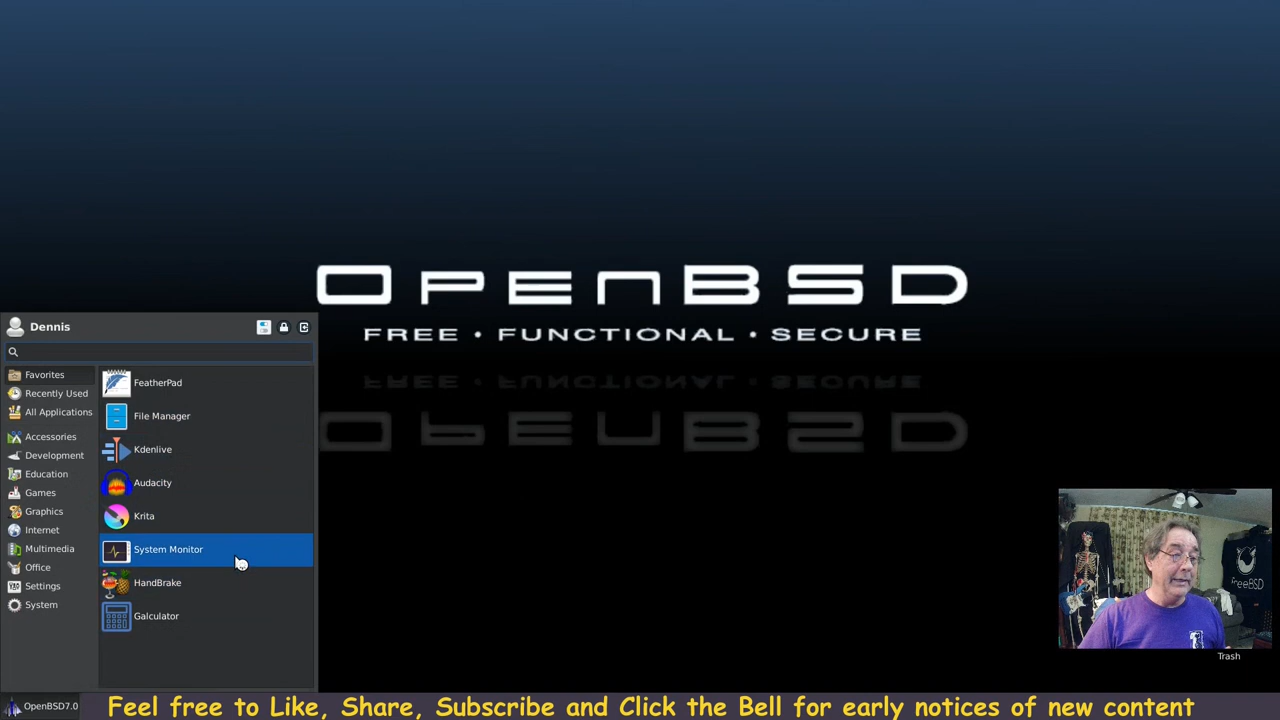 OPENBSD
FREE • FUNCTIONAL • SECURE
Dennis
Favorites
Recently Used
All Applications
Accessories
Development
Education
Games
Graphics
Internet
Multimedia
Office
Settings
System
FeatherPad
File Manager
Kdenlive
Audacity
Krita
System Monitor
HandBrake
Galculator
FreeBSD
Trash
OpenBSD7.0
Feel free to Like, Share, Subscribe and Click the Bell for early notices of new content